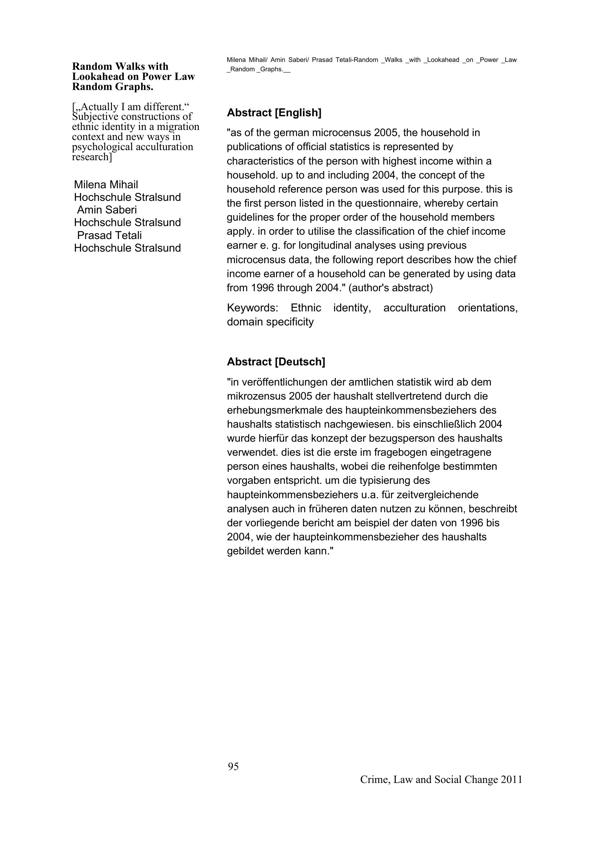 Milena Mihail/ Amin Saberi/ Prasad Tetali-Random _Walks _with _Lookahead _on _Power _Law
_Random _Graphs.__
Random Walks with
Lookahead on Power Law
Random Graphs.
[„Actually I am different.“
Subjective constructions of
ethnic identity in a migration
context and new ways in
psychological acculturation
research]
Milena Mihail
Hochschule Stralsund
Amin Saberi
Hochschule Stralsund
Prasad Tetali
Hochschule Stralsund
Abstract [English]
"as of the german microcensus 2005, the household in
publications of official statistics is represented by
characteristics of the person with highest income within a
household. up to and including 2004, the concept of the
household reference person was used for this purpose. this is
the first person listed in the questionnaire, whereby certain
guidelines for the proper order of the household members
apply. in order to utilise the classification of the chief income
earner e. g. for longitudinal analyses using previous
microcensus data, the following report describes how the chief
income earner of a household can be generated by using data
from 1996 through 2004." (author's abstract)
Keywords: Ethnic identity, acculturation orientations,
domain specificity
Abstract [Deutsch]
"in veröffentlichungen der amtlichen statistik wird ab dem
mikrozensus 2005 der haushalt stellvertretend durch die
erhebungsmerkmale des haupteinkommensbeziehers des
haushalts statistisch nachgewiesen. bis einschließlich 2004
wurde hierfür das konzept der bezugsperson des haushalts
verwendet. dies ist die erste im fragebogen eingetragene
person eines haushalts, wobei die reihenfolge bestimmten
vorgaben entspricht. um die typisierung des
haupteinkommensbeziehers u.a. für zeitvergleichende
analysen auch in früheren daten nutzen zu können, beschreibt
der vorliegende bericht am beispiel der daten von 1996 bis
2004, wie der haupteinkommensbezieher des haushalts
gebildet werden kann."
95
Crime, Law and Social Change 2011